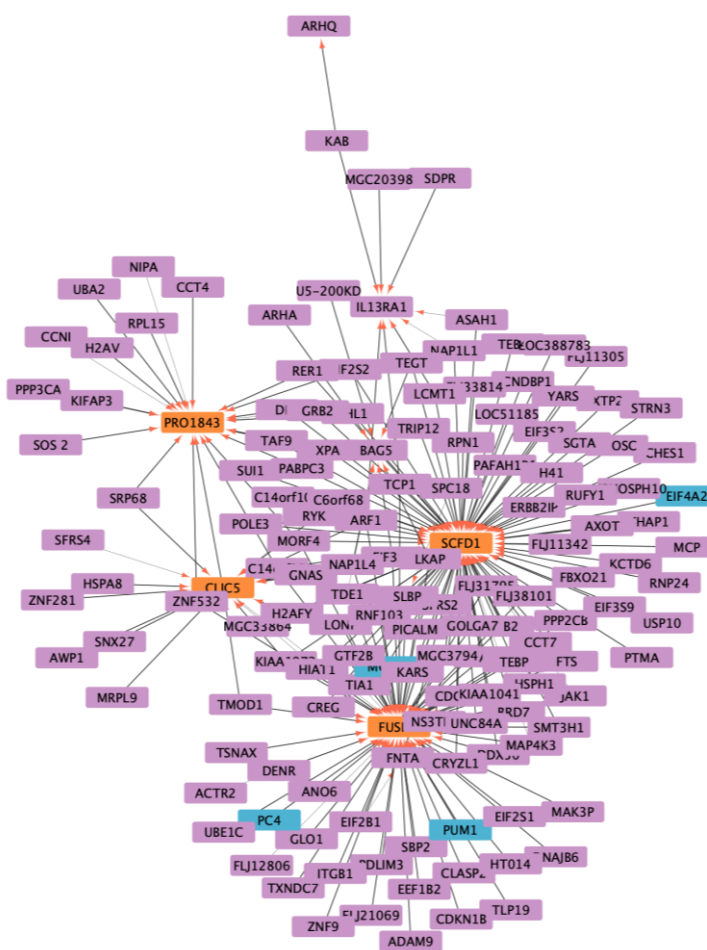 ARHQ
KAB
MGC20398
SDPR
NIPA
UBA2
CCT4
U5-200KD
IL13RA1
ARHA
ASAH1
RPL15
CCNI
H2AV
NAP1L1
LOC388783
FLJ11305
RER1
TEGT
PPP3CA
KIFAP3
LCMT1
YARS
STRN3
GRB2
LOC51185
PRO1843
TRIP12
EIF3S2
SOS 2
TAF9
XPA
BAG5
RPN1
SGTA
CHES1
SUI1
PABPC3
H41
TCP1
SPC18
RUFY1
EIF4A2
SRP68
C6orf68
ERBB2IP
POLE3
RYK
ARF1
AXOT
THAP1
SFRS4
MORF4
SCFD1
FLJ11342
MCP
LKAP
KCTD6
HSPA8
CLIC5
GNAS
NAP1L4
FBXO21
RNP24
ZNF281
ZNF532
TDE1
SLBP
FLJ38101
H2AFY
RNF103
EIF3S9
MGC33864
PICALM
GOLGA7
PPP2CB
USP10
SNX27
AWP1
GTF2B
MGC3794
CCT7
PTMA
HIAT1
KARS
TEBP
FTS
TIA1
HSPH1
MRPL9
KIAA1041
JAK1
TMOD1
CREG
UNC84A
SMT3H1
MAP4K3
TSNAX
FNTA
CRYZL1
DENR
ACTR2
ANO6
MAK3P
PC4
EIF2B1
PUM1
EIF2S1
UBE1C
GLO1
SBP2
FLJ12806
HT014
TXNDC7
ITGB1
PDLIM3
CLASP2
EEF1B2
TLP19
ZNF9
FLJ21069
CDKN1B
ADAM9